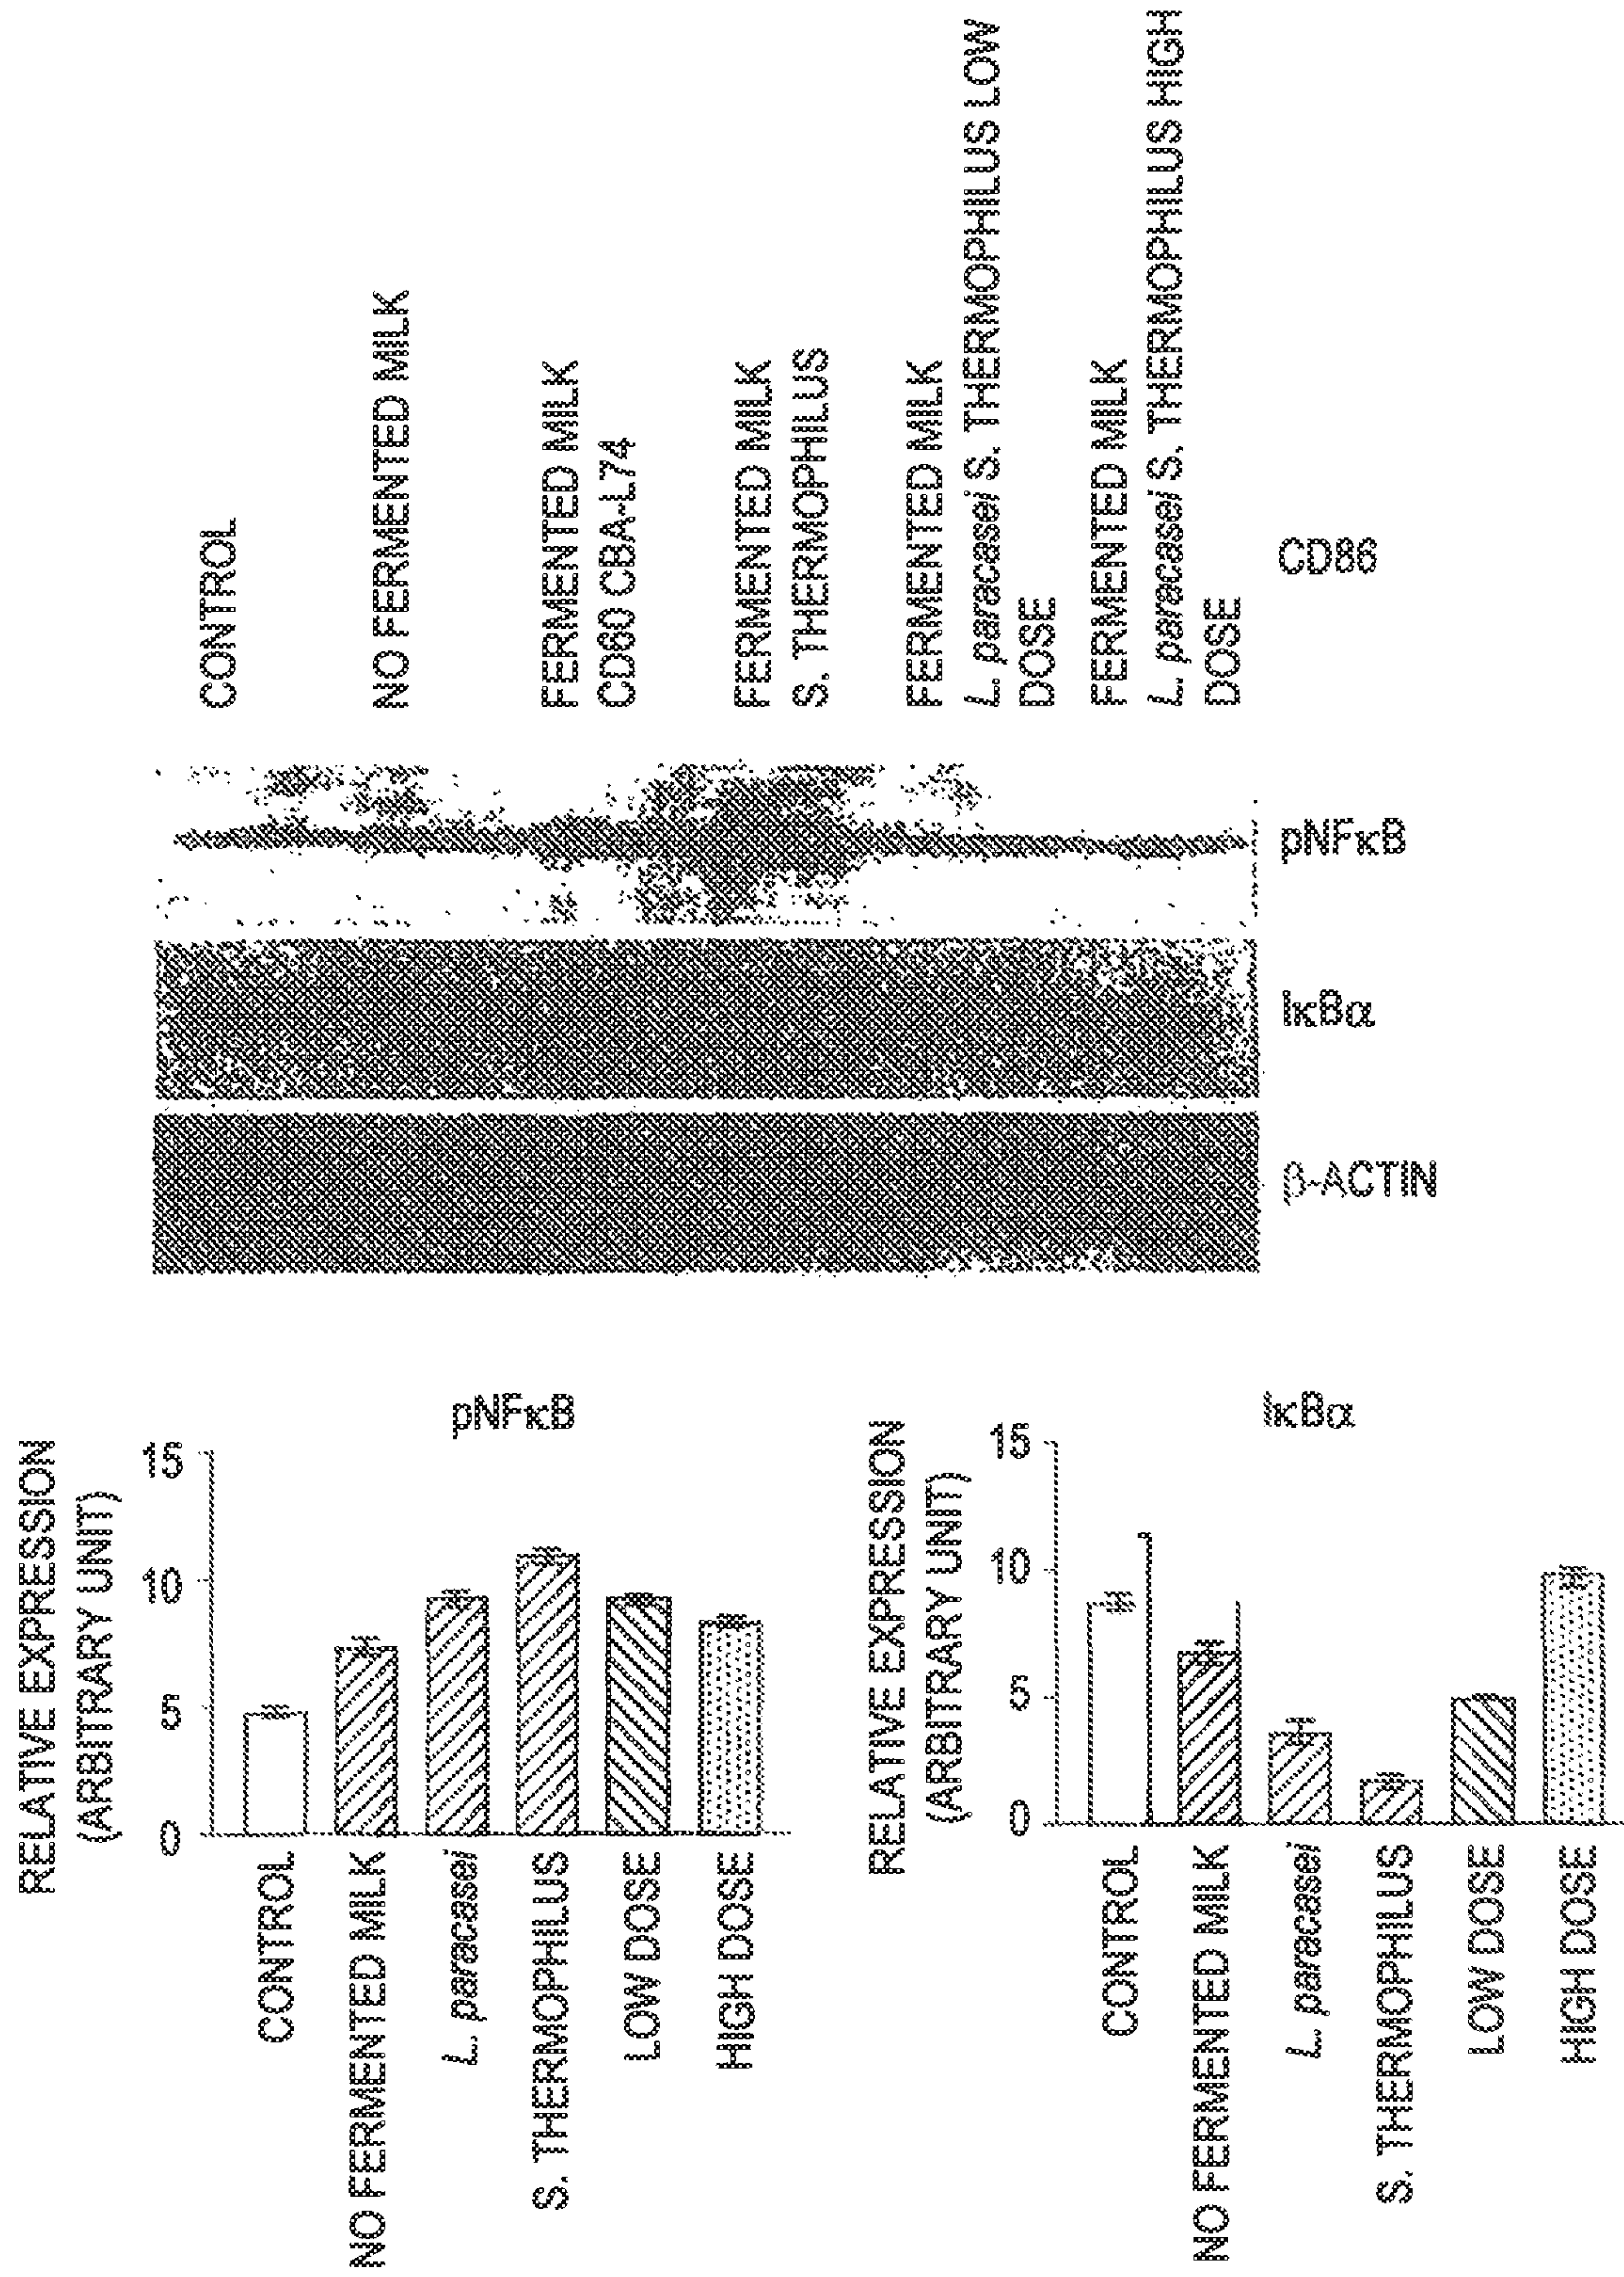 CONTROL
NO FERMENTED MILK
FERMENTED MILK
CD60 CBA-L74
FERMENTED MILK
S. THERMOPHILUS
FERMENTED MILK
L. paracasei S. THERMOPHILUS LOW
DOSE
FERMENTED MILK
L. paracasei S. THERMOPHILUS HIGH
DOSE
CD86
pNFκB
IκBα
β-ACTIN
pNFκB
RELATIVE EXPRESSION
(ARBITRARY UNIT)
15
10
5
0
CONTROL
NO FERMENTED MILK
L. paracasei
S. THERMOPHILUS
LOW DOSE
HIGH DOSE
IκBα
RELATIVE EXPRESSION
(ARBITRARY UNIT)
15
10
5
0
CONTROL
NO FERMENTED MILK
L. paracasei
S. THERMOPHILUS
LOW DOSE
HIGH DOSE